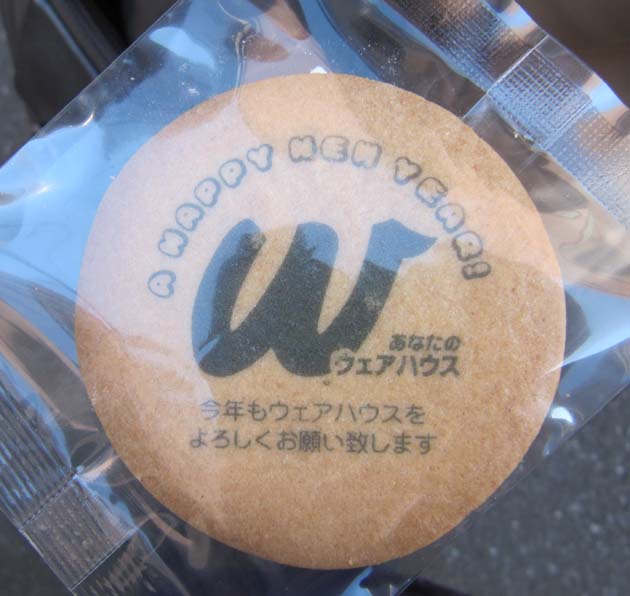 A HAPPY NEW YEAR!
W
あなたの
ウェアハウス
今年もウェアハウスを
よろしくお願い致します